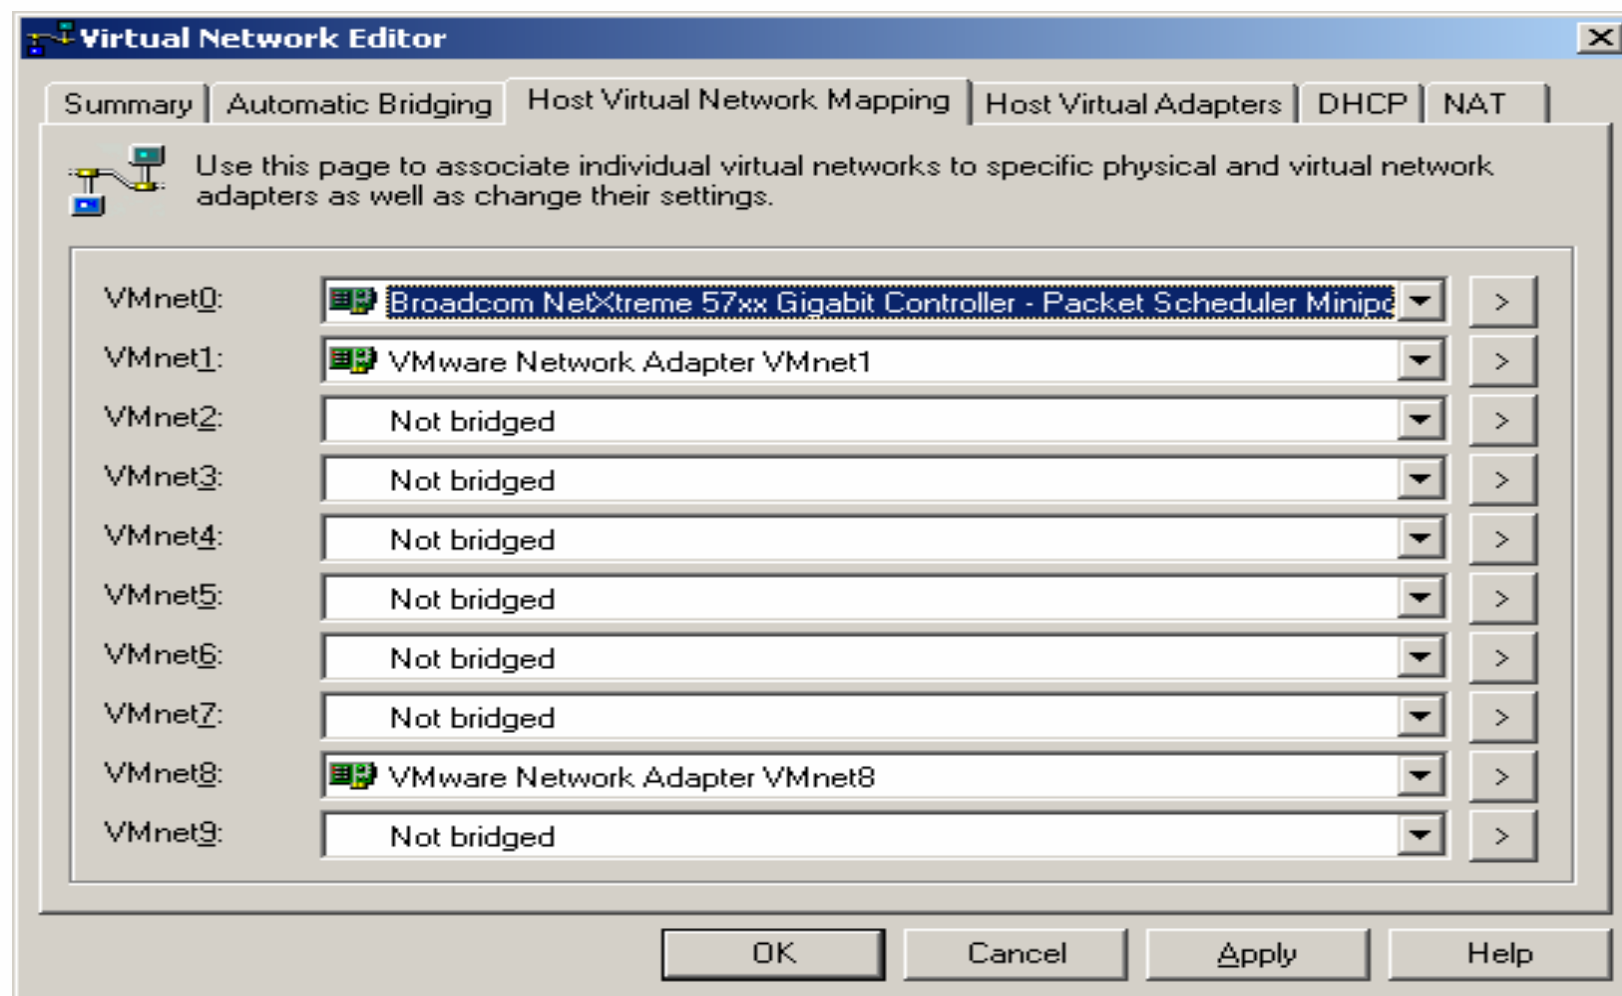 Virtual Network Editor
Summary Automatic Bridging Host Virtual Network Mapping Host Virtual Adapters DHCP NAT
Use this page to associate individual virtual networks to specific physical and virtual network
adapters as well as change their settings.
VMnet0: Broadcom NetXtreme 57xx Gigabit Controller - Packet Scheduler Minipo >
VMnet1: VMware Network Adapter VMnet1 >
VMnet2: Not bridged >
VMnet3: Not bridged >
VMnet4: Not bridged >
VMnet5: Not bridged >
VMnet6: Not bridged >
VMnet7: Not bridged >
VMnet8: VMware Network Adapter VMnet8 >
VMnet9: Not bridged >
OK Cancel Apply Help